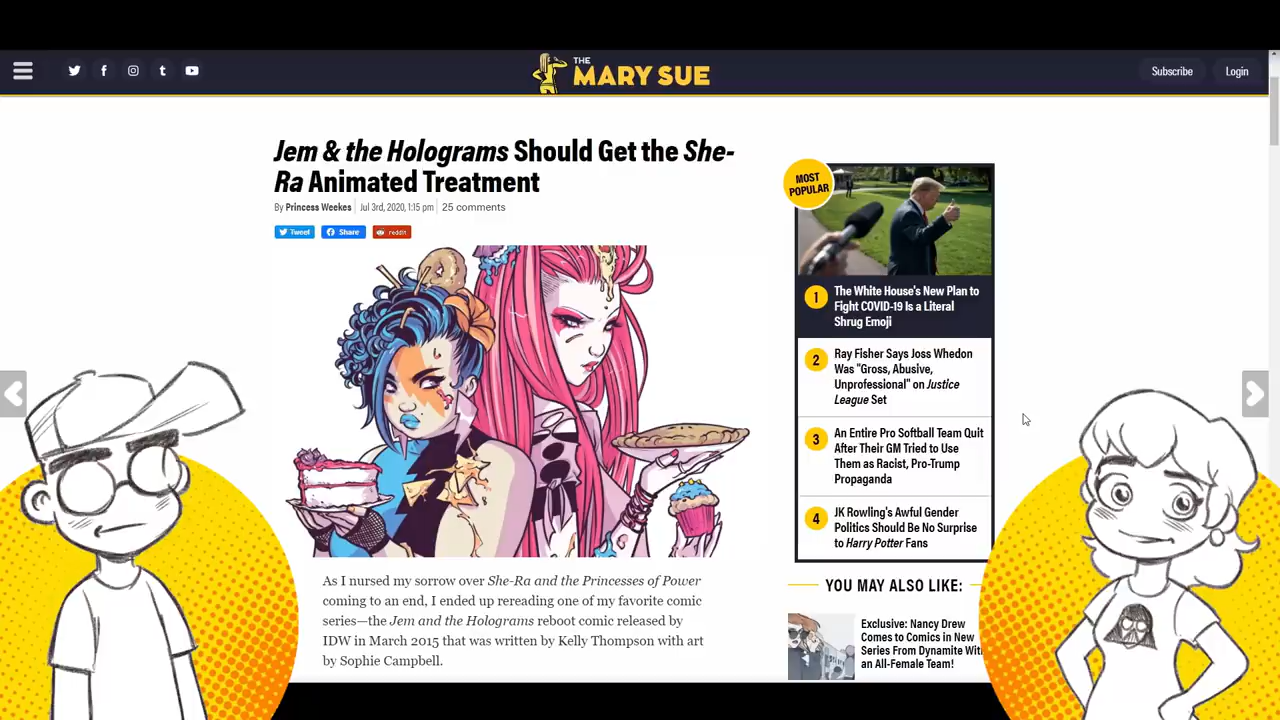 THE
MARY SUE
Subscribe
Login
Jem & the Holograms Should Get the She-
Ra Animated Treatment
By Princess Weekes
Jul 3rd, 2020, 1:15 pm
25 comments
Tweet
Share
reddit
As I nursed my sorrow over She-Ra and the Princesses of Power
coming to an end, I ended up rereading one of my favorite comic
series—the Jem and the Holograms reboot comic released by
IDW in March 2015 that was written by Kelly Thompson with art
by Sophie Campbell.
MOST
POPULAR
1
The White House's New Plan to
Fight COVID-19 Is a Literal
Shrug Emoji
2
Ray Fisher Says Joss Whedon
Was "Gross, Abusive,
Unprofessional" on Justice
League Set
3
An Entire Pro Softball Team Quit
After Their GM Tried to Use
Them as Racist, Pro-Trump
Propaganda
4
JK Rowling's Awful Gender
Politics Should Be No Surprise
to Harry Potter Fans
YOU MAY ALSO LIKE:
Exclusive: Nancy Drew
Comes to Comics in New
Series From Dynamite With
an All-Female Team!